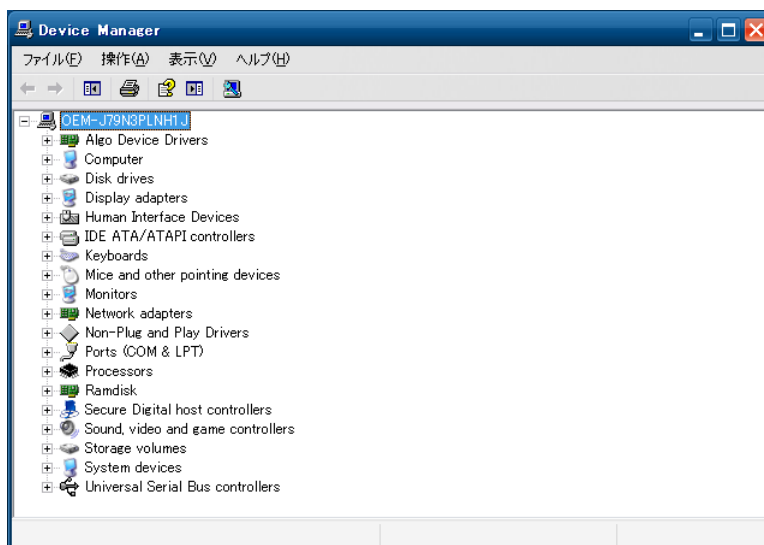 Device Manager
ファイル(F) 操作(A) 表示(V) ヘルプ(H)
OEM-J79N3PLNH1J
Algo Device Drivers
Computer
Disk drives
Display adapters
Human Interface Devices
IDE ATA/ATAPI controllers
Keyboards
Mice and other pointing devices
Monitors
Network adapters
Non-Plug and Play Drivers
Ports (COM & LPT)
Processors
Ramdisk
Secure Digital host controllers
Sound, video and game controllers
Storage volumes
System devices
Universal Serial Bus controllers